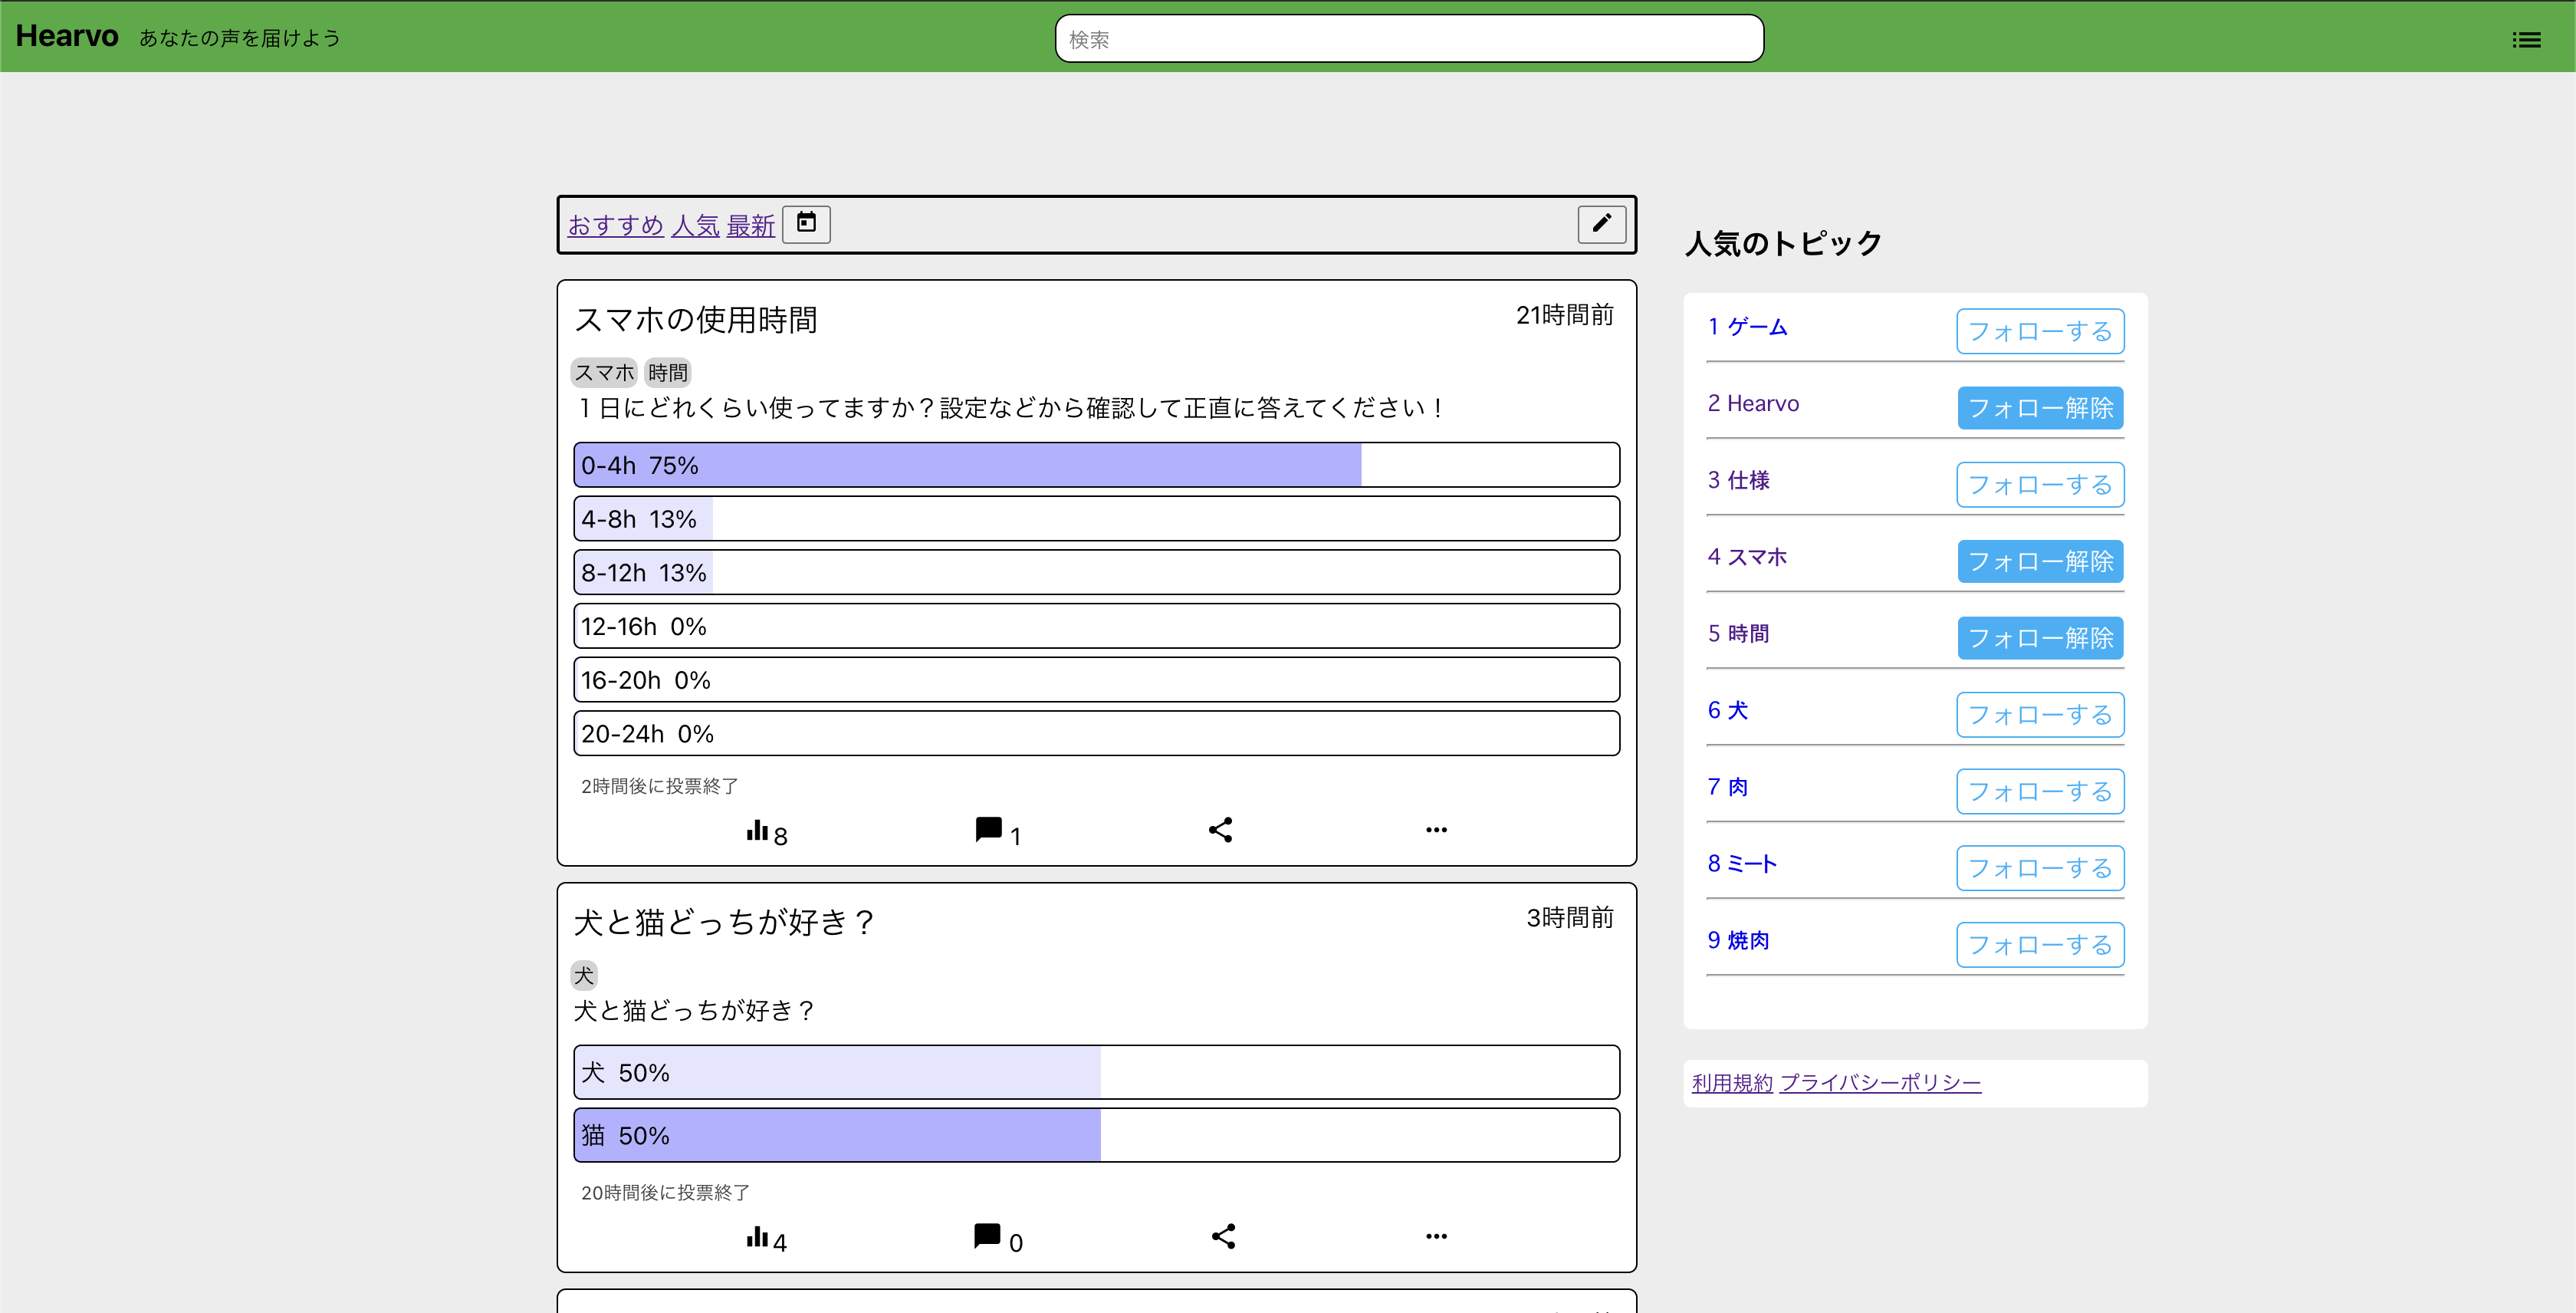 Hearvo あなたの声を届けよう
検索
おすすめ 人気 最新
スマホの使用時間 21時間前
スマホ 時間
１日にどれくらい使ってますか？設定などから確認して正直に答えてください！
0-4h 75%
4-8h 13%
8-12h 13%
12-16h 0%
16-20h 0%
20-24h 0%
2時間後に投票終了
8 1
犬と猫どっちが好き？ 3時間前
犬
犬と猫どっちが好き？
犬 50%
猫 50%
20時間後に投票終了
4 0
人気のトピック
1 ゲーム フォローする
2 Hearvo フォロー解除
3 仕様 フォローする
4 スマホ フォロー解除
5 時間 フォロー解除
6 犬 フォローする
7 肉 フォローする
8 ミート フォローする
9 焼肉 フォローする
利用規約 プライバシーポリシー